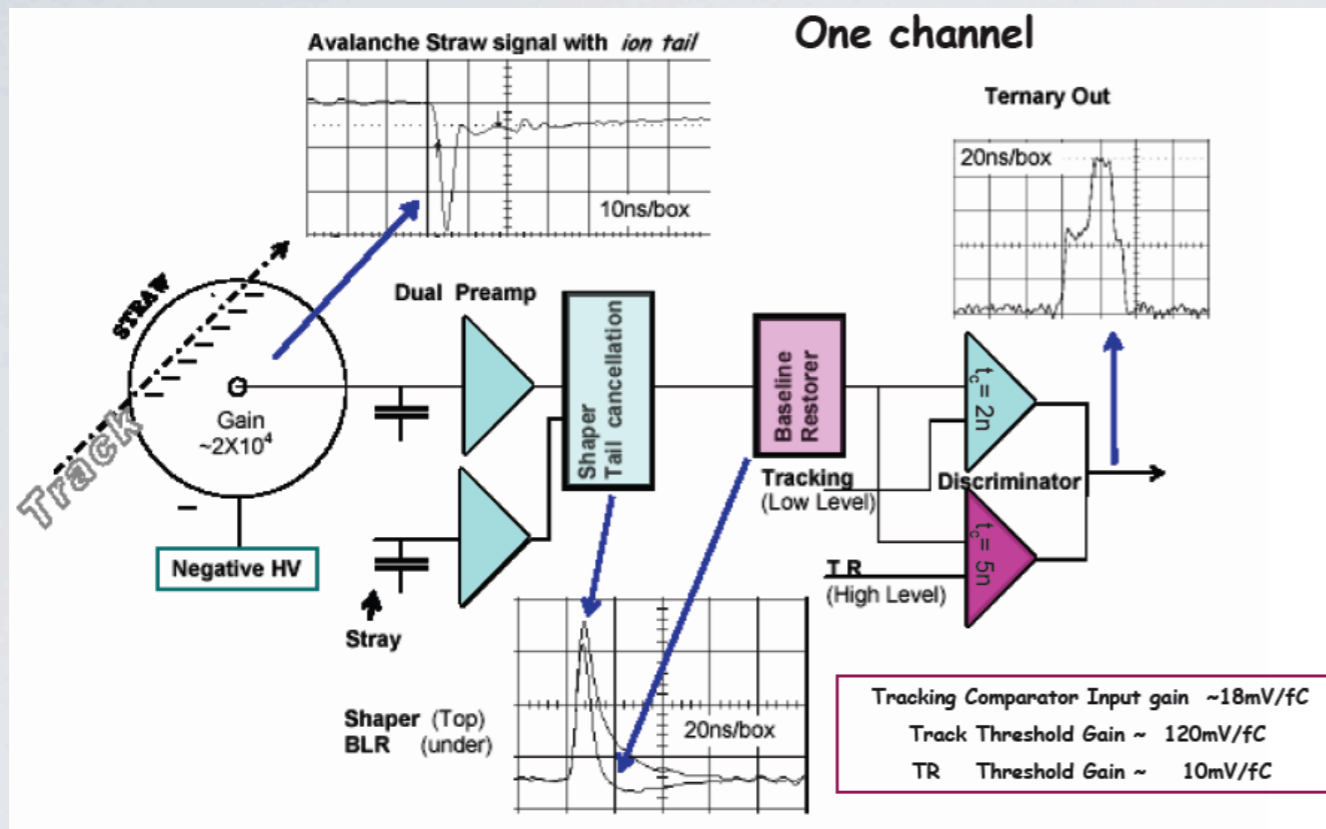 One channel
Avalanche Straw signal with ion tail
10ns/box
Ternary Out
20ns/box
STRAW
Track
Gain
~2X10⁴
Negative HV
Dual Preamp
Stray
Shaper
Tail cancellation
Baseline
Restorer
Tracking
(Low Level)
Discriminator
t_c = 2n
t_c = 5n
TR
(High Level)
Shaper (Top)
BLR (under)
20ns/box
Tracking Comparator Input gain ~18mV/fC
Track Threshold Gain ~ 120mV/fC
TR Threshold Gain ~ 10mV/fC